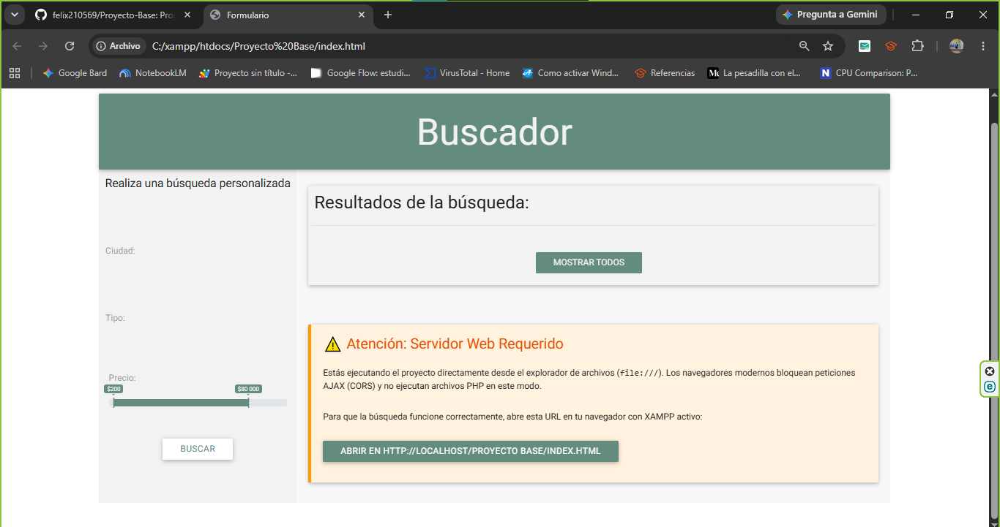 felix210569/Proyecto-Base: Pro
Formulario
Pregunta a Gemini
Archivo
C:/xampp/htdocs/Proyecto%20Base/index.html
Google Bard
NotebookLM
Proyecto sin título -...
Google Flow: estudi...
VirusTotal - Home
Como activar Wind...
Referencias
La pesadilla con el...
CPU Comparison: P...
Buscador
Realiza una búsqueda personalizada
Ciudad:
Tipo:
Precio:
$200
$80 000
BUSCAR
Resultados de la búsqueda:
MOSTRAR TODOS
Atención: Servidor Web Requerido
Estás ejecutando el proyecto directamente desde el explorador de archivos (file:///). Los navegadores modernos bloquean peticiones
AJAX (CORS) y no ejecutan archivos PHP en este modo.
Para que la búsqueda funcione correctamente, abre esta URL en tu navegador con XAMPP activo:
ABRIR EN HTTP://LOCALHOST/PROYECTO BASE/INDEX.HTML